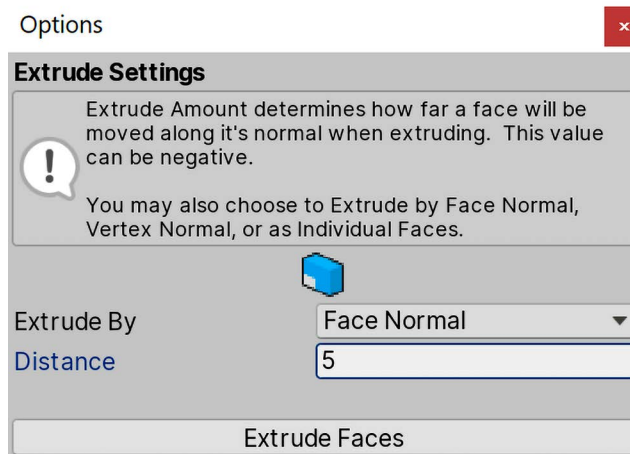 Options
x
Extrude Settings
Extrude Amount determines how far a face will be
moved along it's normal when extruding. This value
can be negative.
You may also choose to Extrude by Face Normal,
Vertex Normal, or as Individual Faces.
Extrude By
Face Normal
Distance
5
Extrude Faces